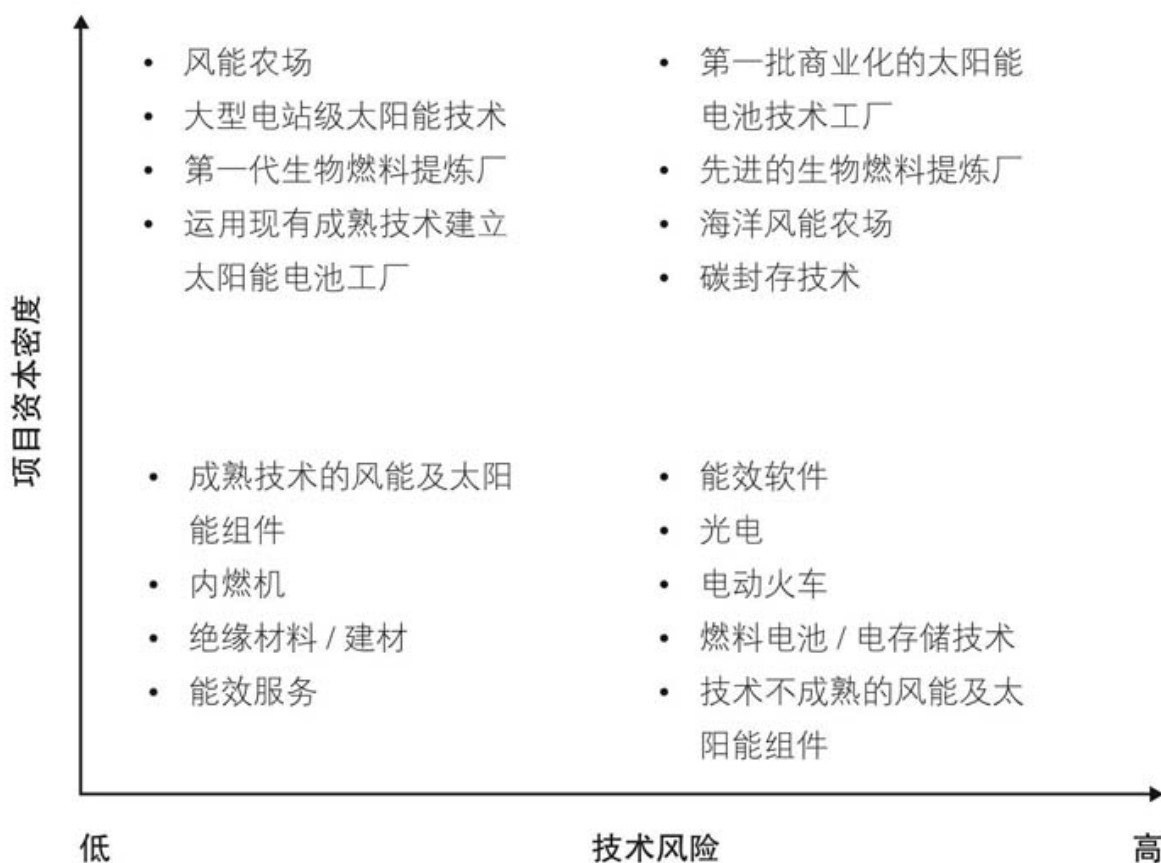 风能农场
大型电站级太阳能技术
第一代生物燃料提炼厂
运用现有成熟技术建立
太阳能电池工厂
第一批商业化的太阳能
电池技术工厂
先进的生物燃料提炼厂
海洋风能农场
碳封存技术
项目资本密度
成熟技术的风能及太阳
能组件
内燃机
绝缘材料 / 建材
能效服务
能效软件
光电
电动火车
燃料电池 / 电存储技术
技术不成熟的风能及太
阳能组件
低
技术风险
高